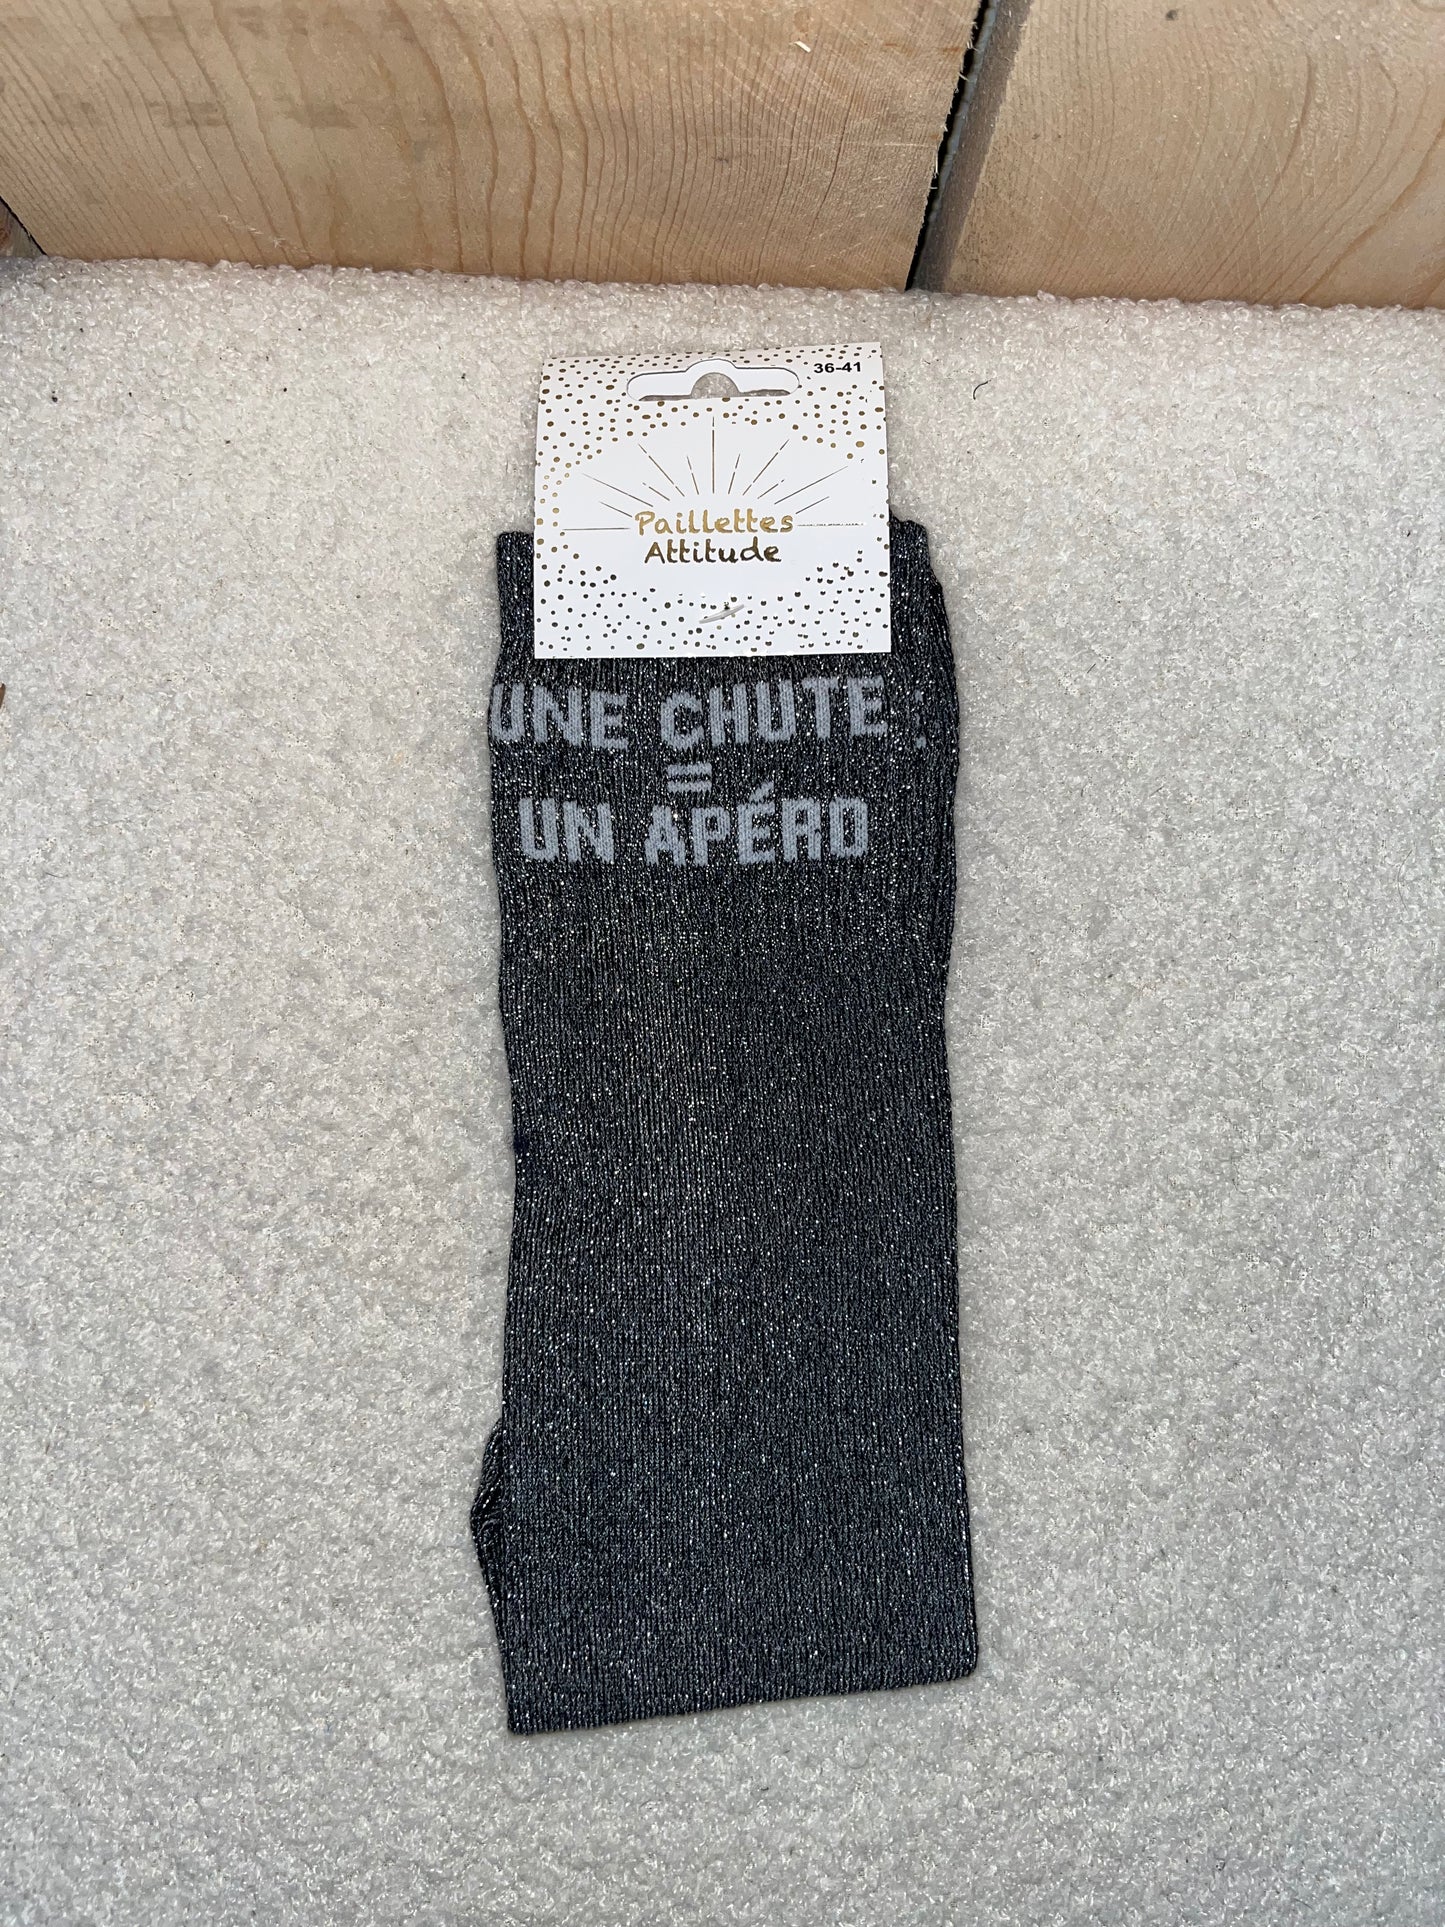 36-41
Paillettes
Attitude
UNE CHUTE
=
UN APÉRO